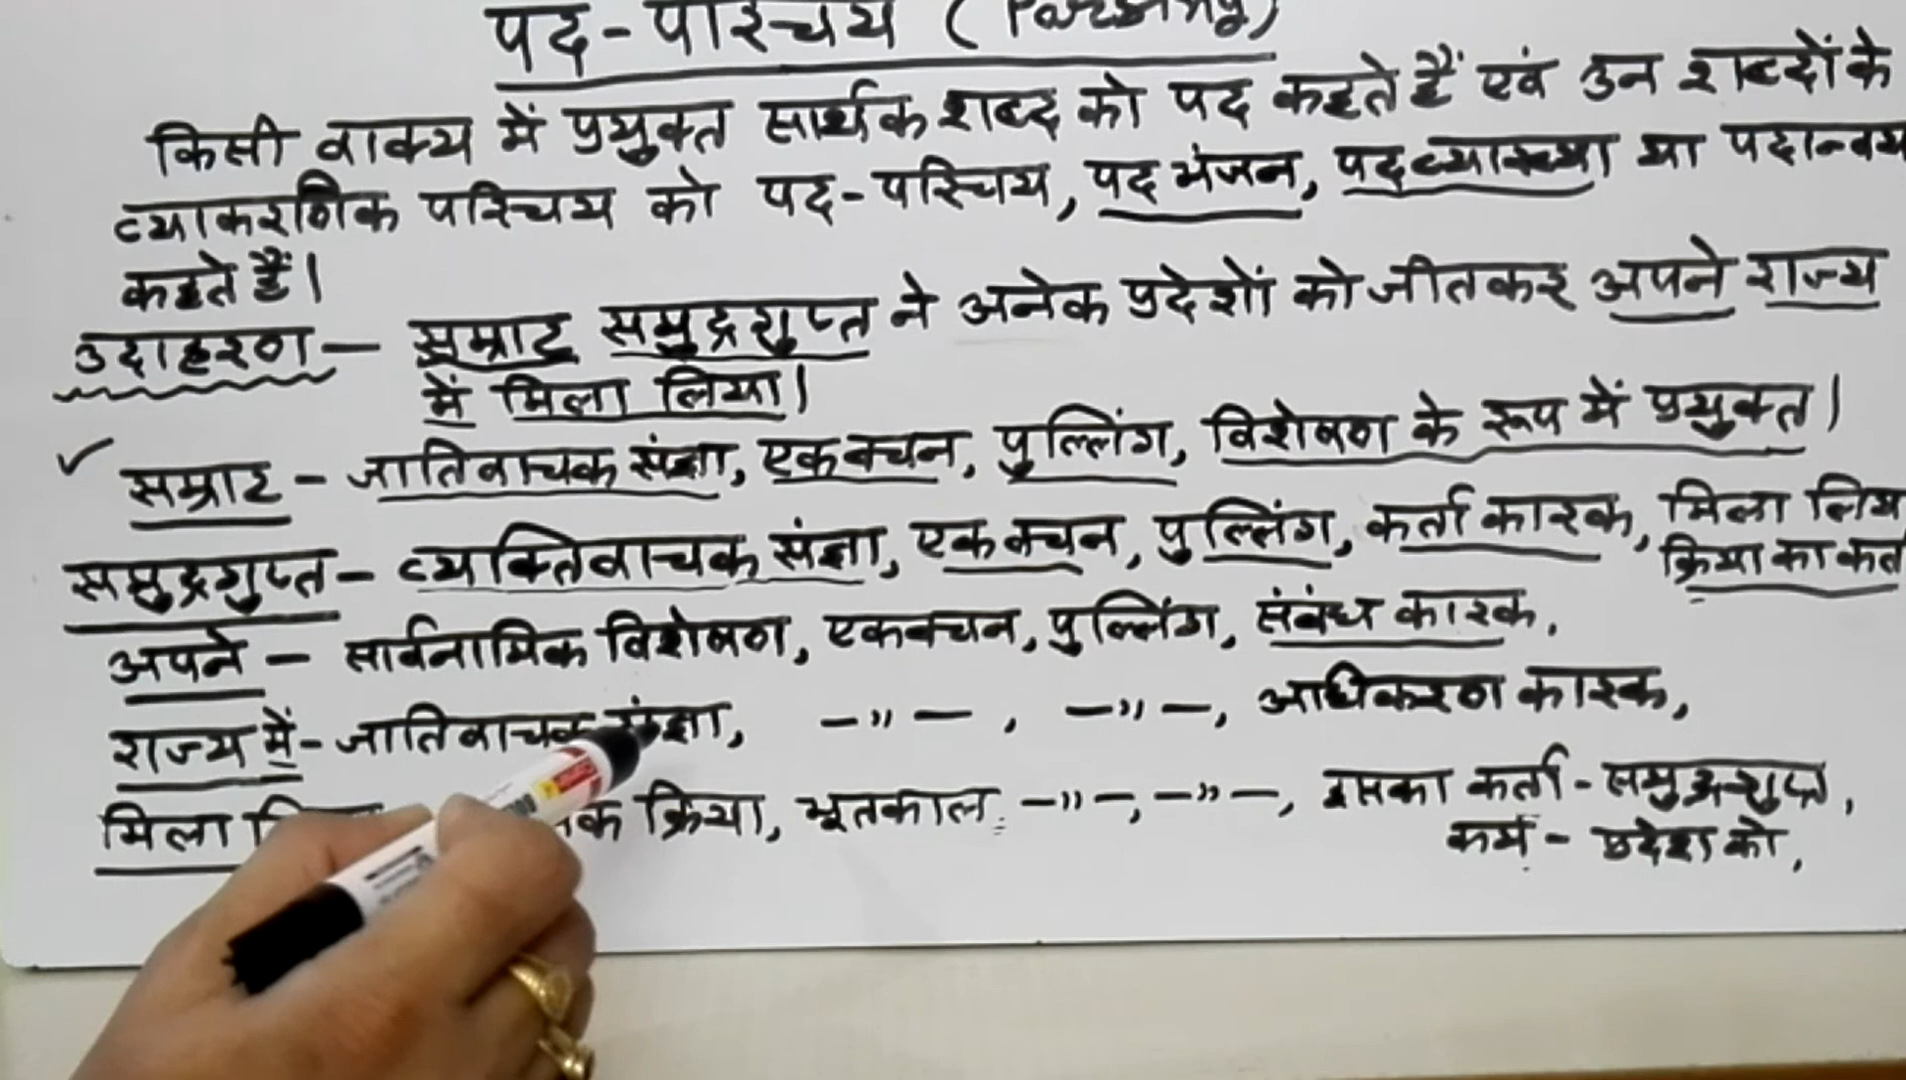 पद-परिचय (Parsing)
किसी वाक्य में प्रयुक्त सार्थक शब्द को पद कहते हैं एवं उन शब्दों के
व्याकरणिक परिचय को पद-परिचय, पद भंजन, पदव्याख्या या पदान्वय
कहते हैं।
उदाहरण — सम्राट समुद्रगुप्त ने अनेक प्रदेशों को जीतकर अपने राज्य
में मिला लिया।
✓ सम्राट - जातिवाचक संज्ञा, एकवचन, पुल्लिंग, विशेषण के रूप में प्रयुक्त।
समुद्रगुप्त - व्यक्तिवाचक संज्ञा, एकवचन, पुल्लिंग, कर्ता कारक, मिला लिय
क्रिया का कर्त
अपने - सार्वनामिक विशेषण, एकवचन, पुल्लिंग, संबंध कारक,
राज्य में - जातिवाचक संज्ञा, —"—, —"—, अधिकरण कारक,
मिला क्रिया, भूतकाल, —"—, —"—, इसका कर्ता - समुद्रगुप्त,
कर्म - प्रदेश को,